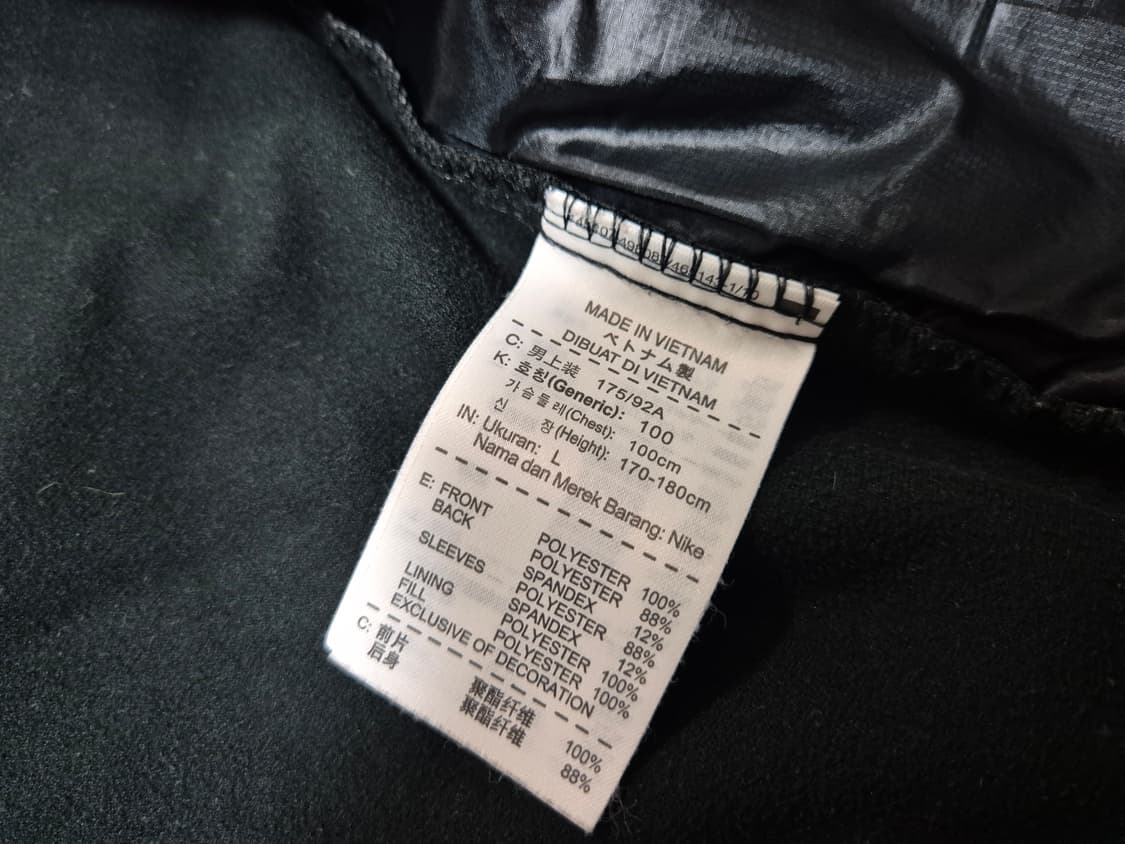 MADE IN VIETNAM
ベトナム製
DIBUAT DI VIETNAM
C: 男上装 175/92A
K: 호칭(Generic): 100
가슴둘레(Chest): 100cm
신 장(Height): 170-180cm
IN: Ukuran: L
Nama dan Merek Barang: Nike
E: FRONT POLYESTER 100%
BACK POLYESTER 88%
SPANDEX 12%
SLEEVES POLYESTER 88%
SPANDEX 12%
LINING POLYESTER 100%
FILL POLYESTER 100%
EXCLUSIVE OF DECORATION
C: 前片 聚酯纤维 100%
后身 聚酯纤维 88%